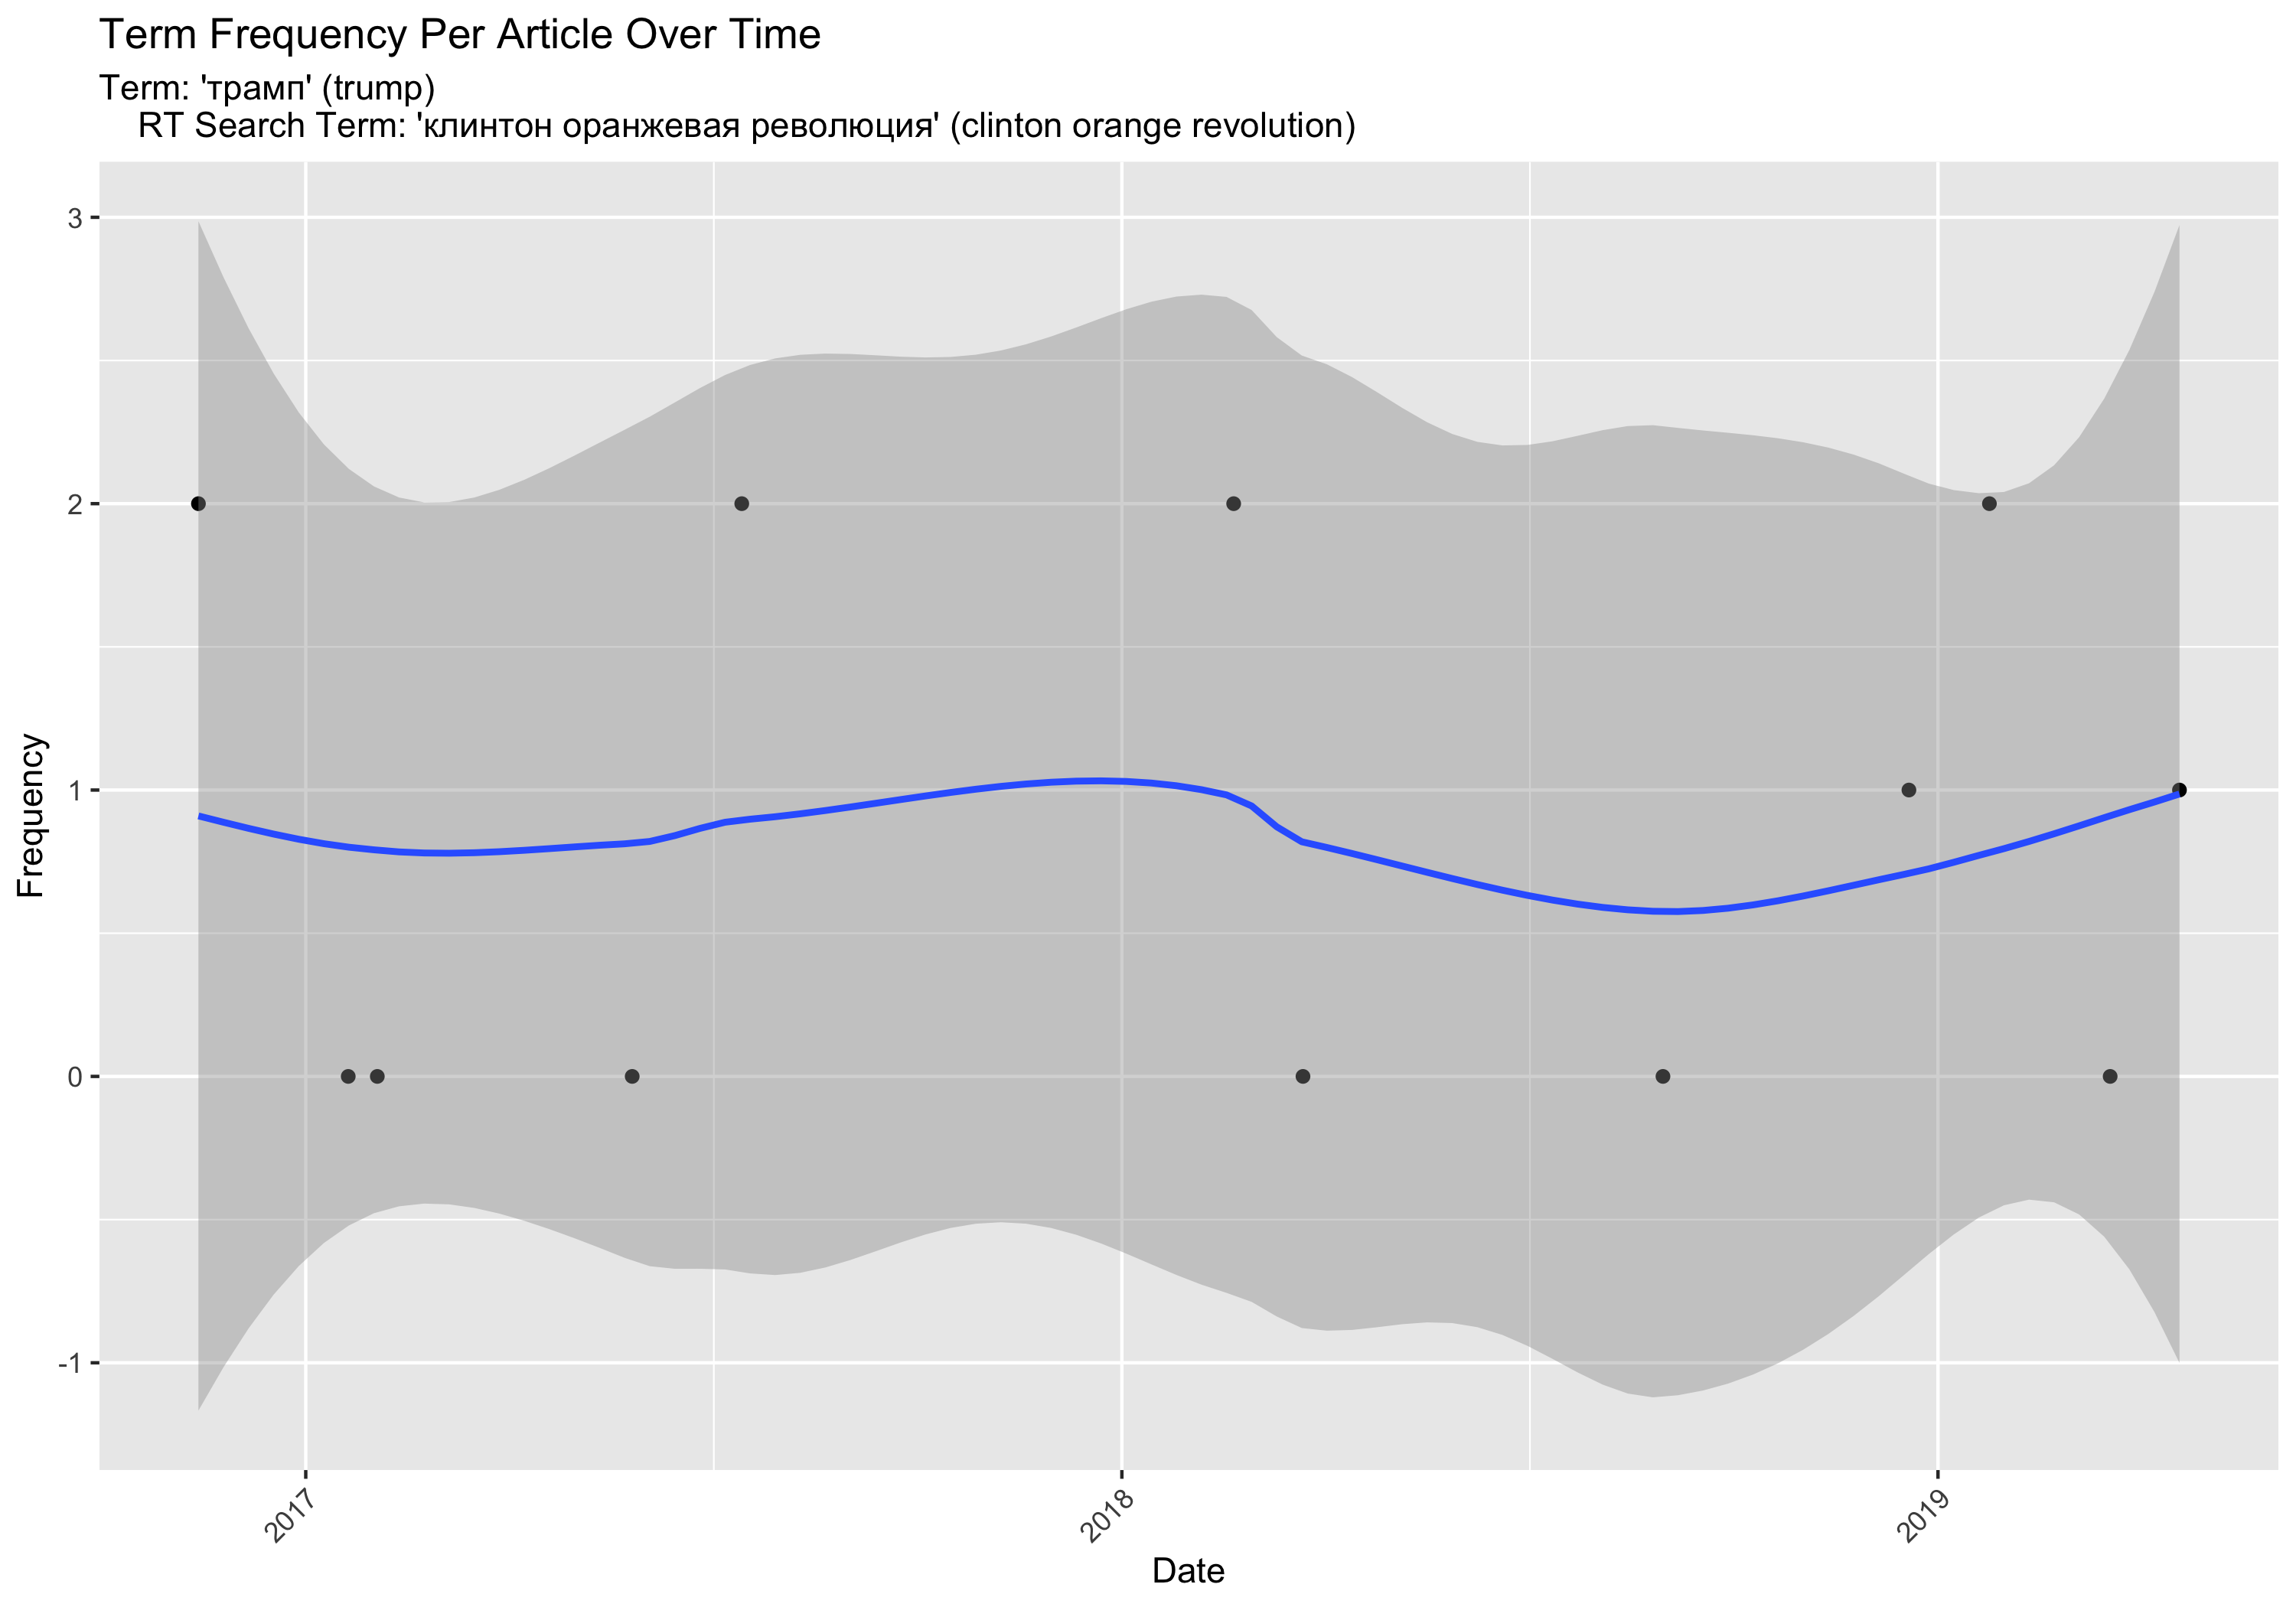 Term Frequency Per Article Over Time
Term: 'трамп' (trump)
RT Search Term: 'клинтон оранжевая революция' (clinton orange revolution)
3
2
1
0
-1
Frequency
2017
2018
2019
Date